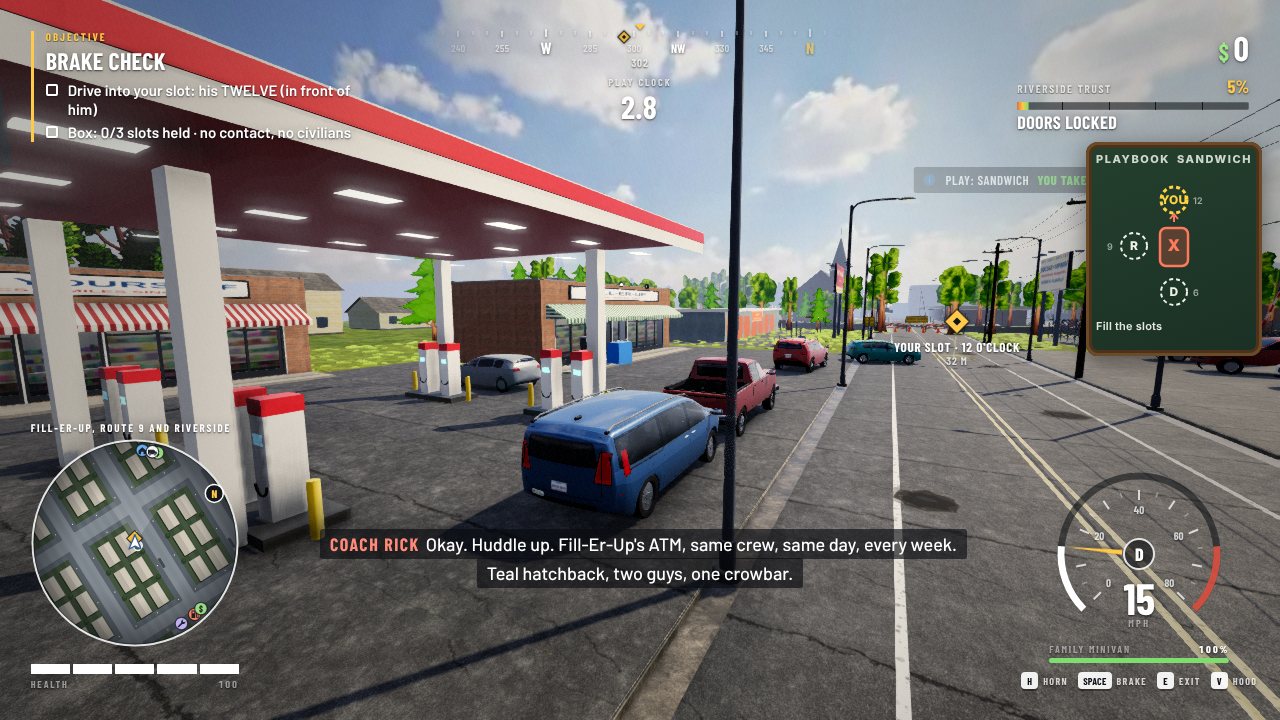 OBJECTIVE
BRAKE CHECK
Drive into your slot: his TWELVE (in front of
him)
Box: 0/3 slots held · no contact, no civilians
240 255 W 285 300 NW 330 345 N
302
PLAY CLOCK
2.8
$ 0
RIVERSIDE TRUST 5%
DOORS LOCKED
PLAY: SANDWICH YOU TAKE
PLAYBOOK SANDWICH
YOU 12
9 R X
D 6
Fill the slots
YOUR SLOT · 12 O'CLOCK
32 M
FILL-ER-UP, ROUTE 9 AND RIVERSIDE
N
COACH RICK Okay. Huddle up. Fill-Er-Up's ATM, same crew, same day, every week.
Teal hatchback, two guys, one crowbar.
0 20 40 60 80
D
15
MPH
FAMILY MINIVAN 100%
HEALTH 100
H HORN SPACE BRAKE E EXIT V HOOD